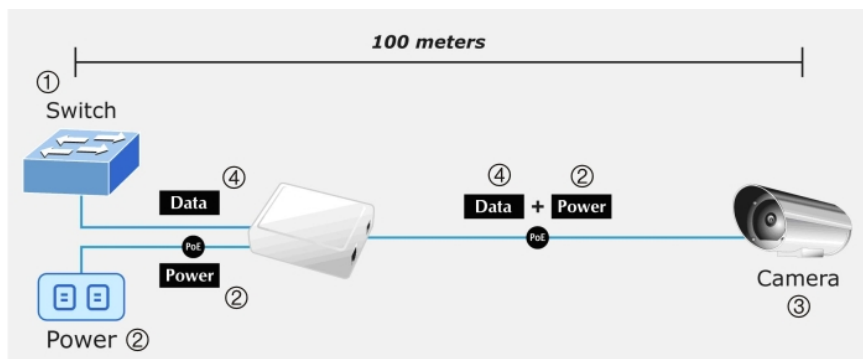 100 meters
①
Switch
④
Data
④ ②
Data + Power
PoE
PoE
Power
②
Camera
③
Power ②